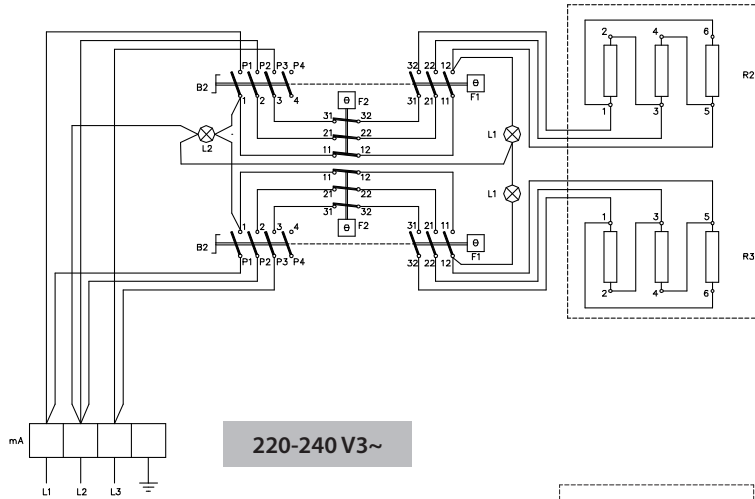 P1 P2 P3 P4
32 22 12
2 4 6
B2
1 2 3 4
θ F2
31 21 11
θ F1
R2
31 32
21 22
11 12
1 3 5
L2
L1
11 12
21 22
31 32
L1
1 2 3 4
θ F2
31 21 11
1 3 5
B2
P1 P2 P3 P4
32 22 12
θ F1
R3
2 4 6
mA
220-240 V3~
L1 L2 L3